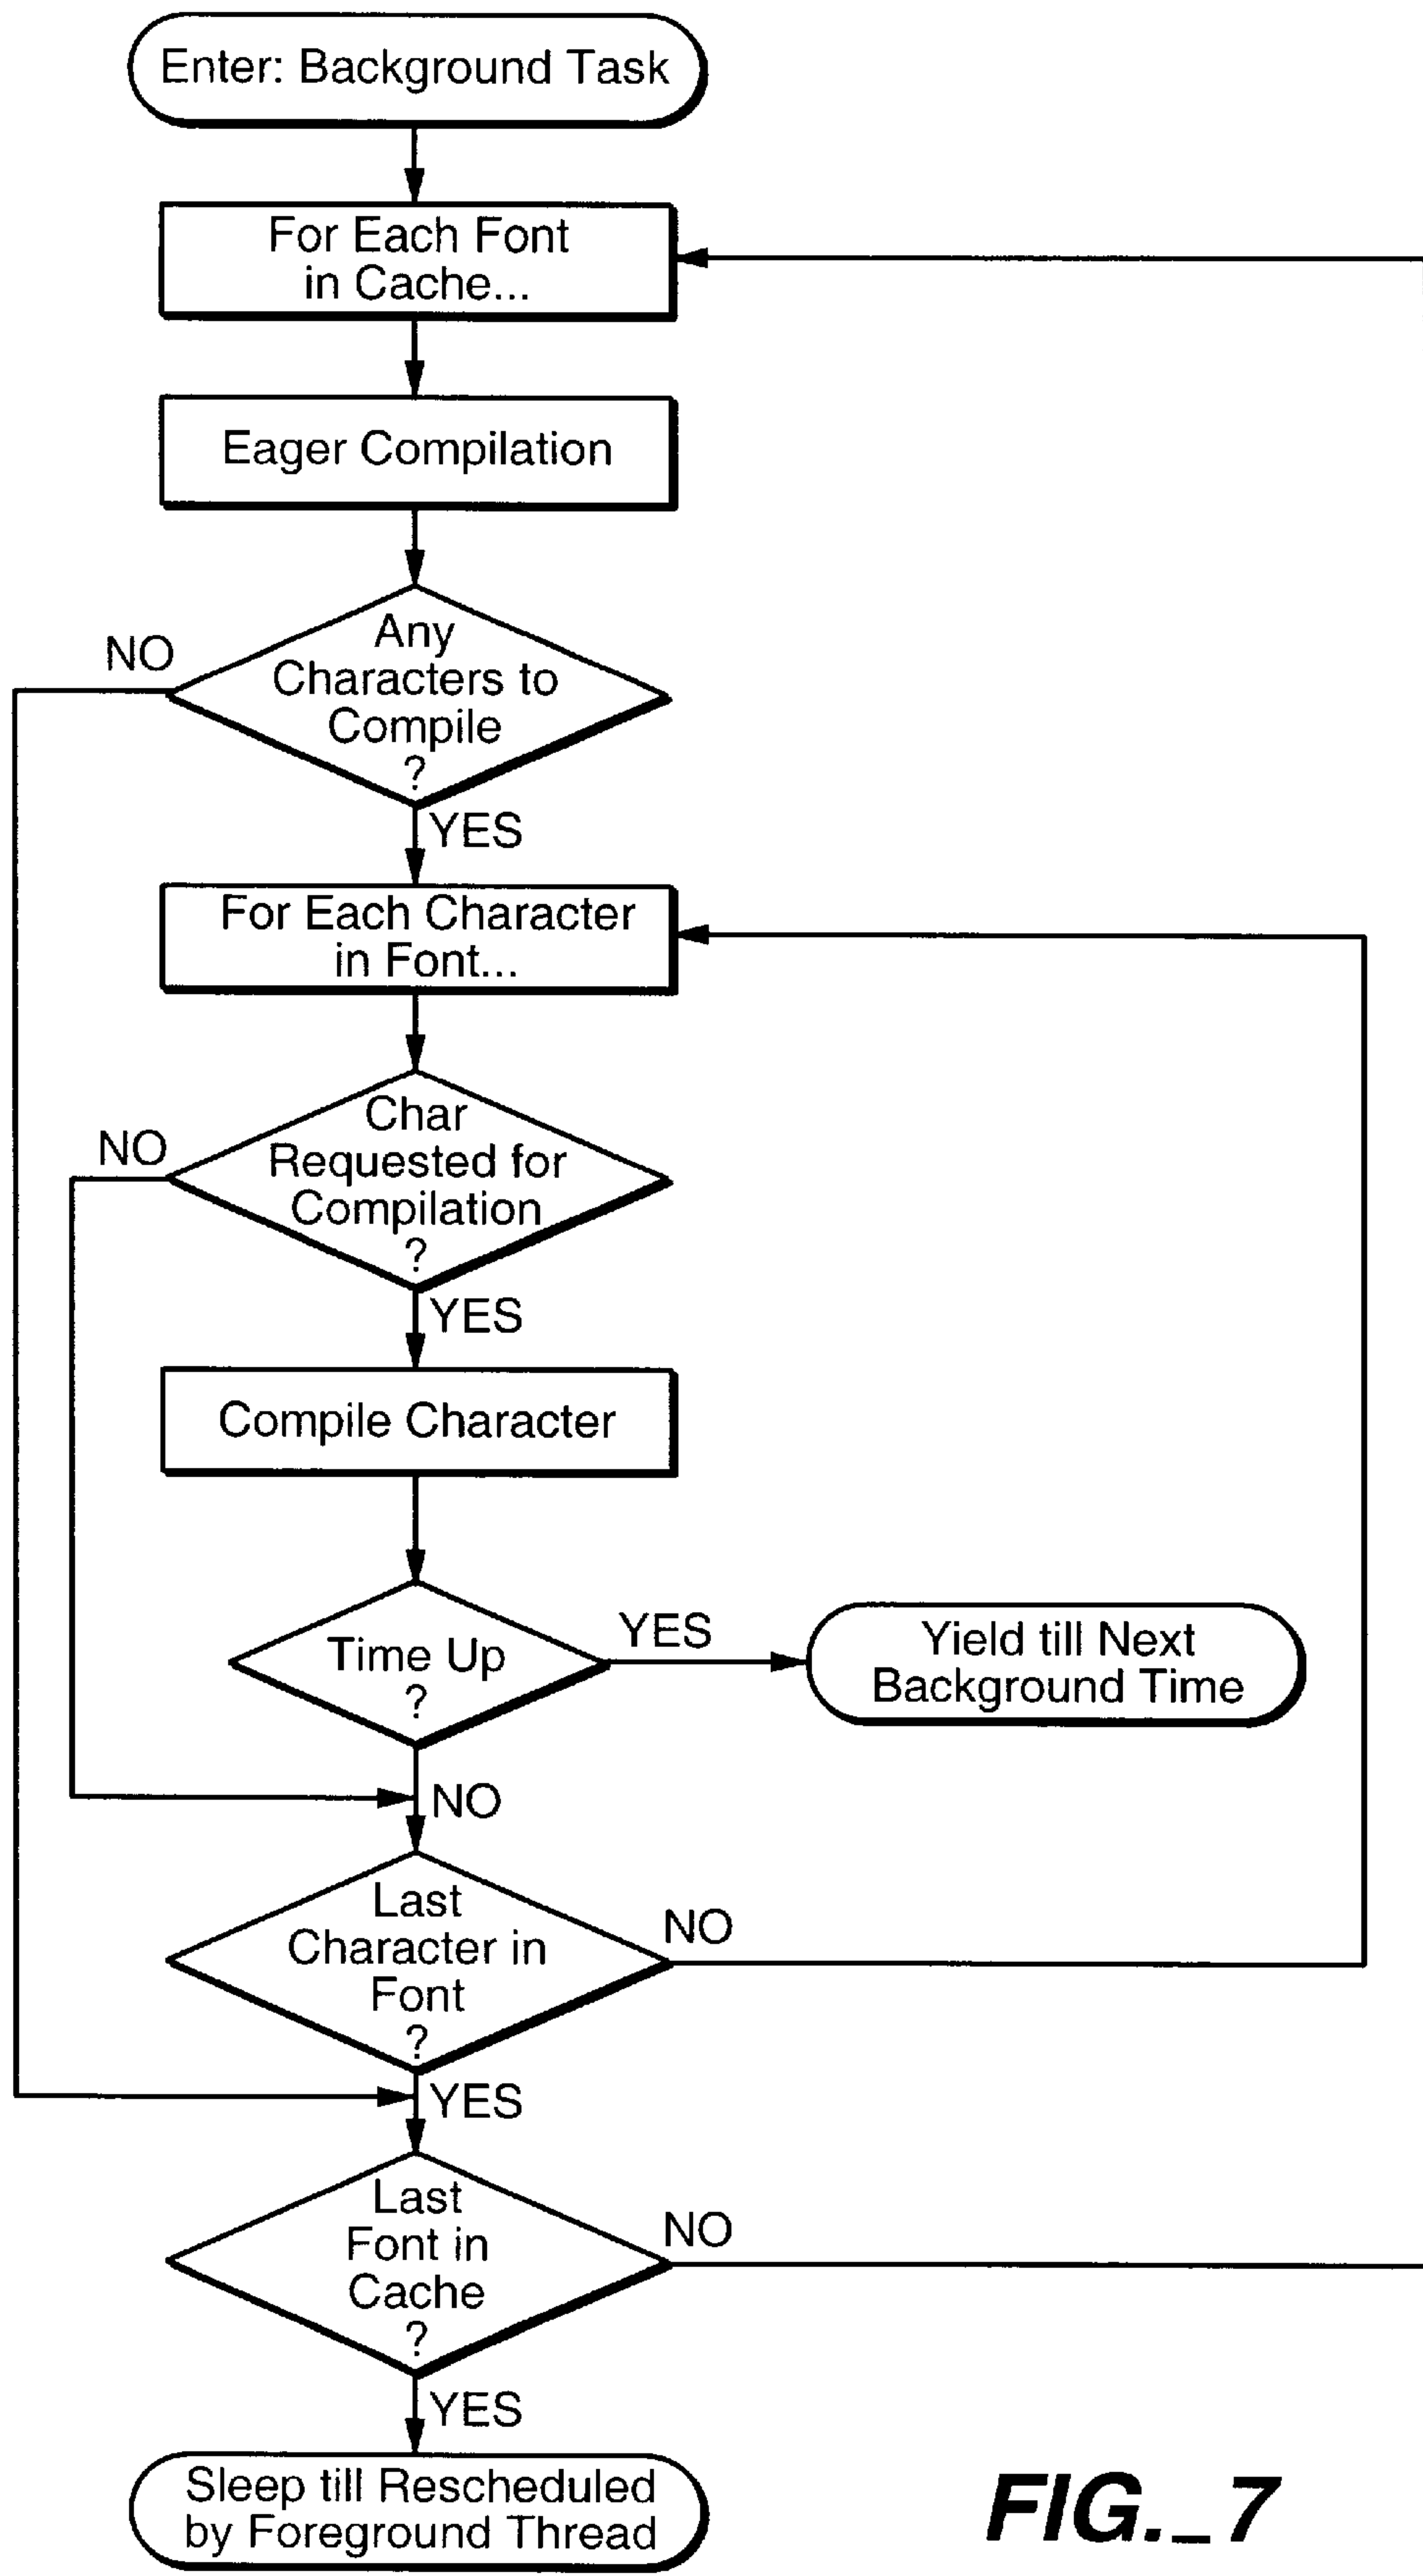 Enter: Background Task
For Each Font
in Cache...
Eager Compilation
Any
Characters to
Compile
?
NO
YES
For Each Character
in Font...
Char
Requested for
Compilation
?
NO
YES
Compile Character
Time Up
?
YES
Yield till Next
Background Time
NO
Last
Character in
Font
?
NO
YES
Last
Font in
Cache
?
NO
YES
Sleep till Rescheduled
by Foreground Thread
FIG._7